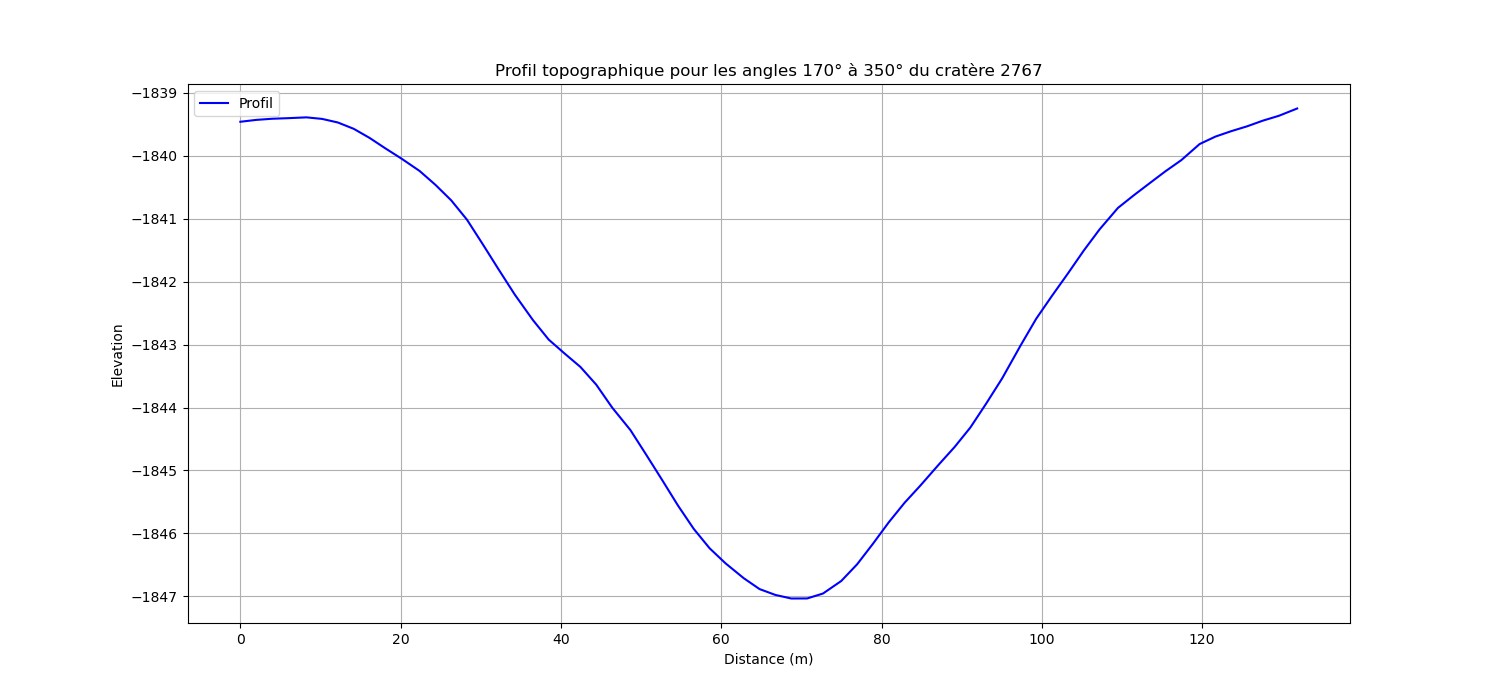 Profil topographique pour les angles 170° à 350° du cratère 2767
Profil
−1839
−1840
−1841
−1842
−1843
−1844
−1845
−1846
−1847
Elevation
0 20 40 60 80 100 120
Distance (m)